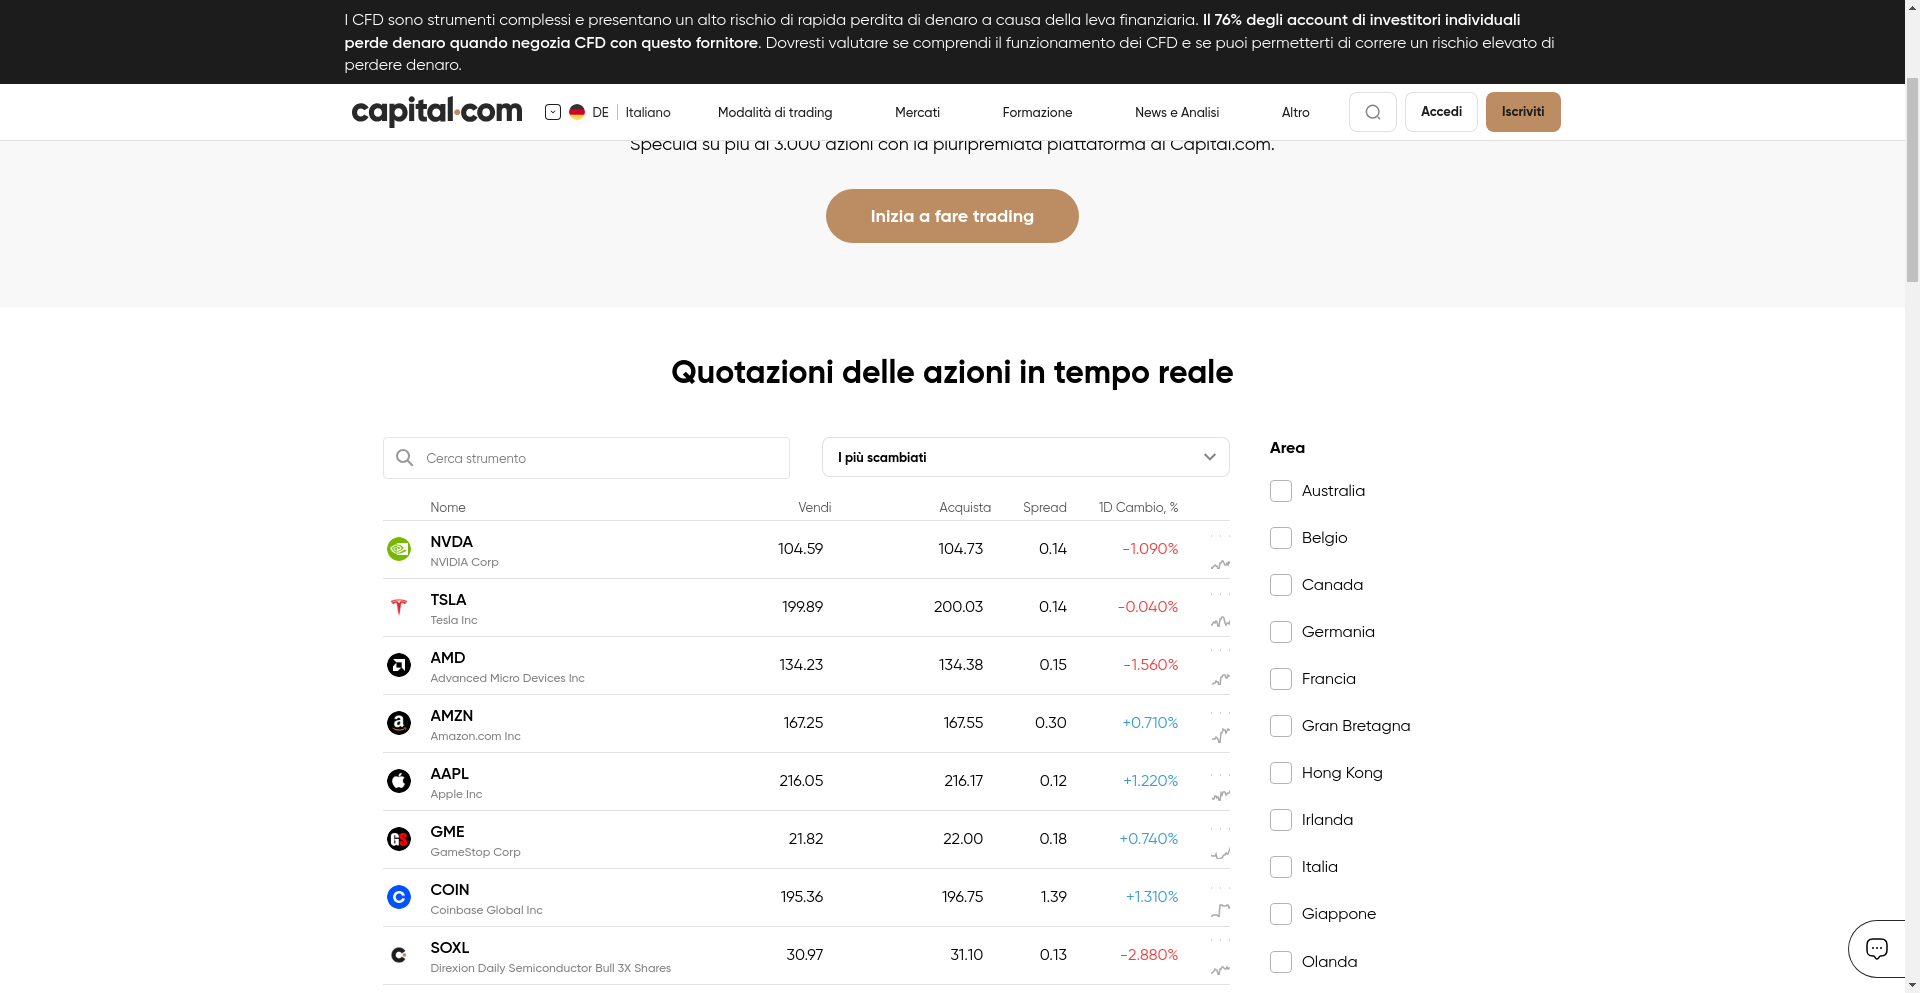 I CFD sono strumenti complessi e presentano un alto rischio di rapida perdita di denaro a causa della leva finanziaria. Il 76% degli account di investitori individuali
perde denaro quando negozia CFD con questo fornitore. Dovresti valutare se comprendi il funzionamento dei CFD e se puoi permetterti di correre un rischio elevato di
perdere denaro.
capital.com DE Italiano Modalità di trading Mercati Formazione News e Analisi Altro Accedi Iscriviti
Specula su più di 3.000 azioni con la pluripremiata piattaforma di Capital.com.
Inizia a fare trading
Quotazioni delle azioni in tempo reale
Cerca strumento
I più scambiati
Nome Vendi Acquista Spread 1D Cambio, %
NVDA 104.59 104.73 0.14 -1.090%
NVIDIA Corp
TSLA 199.89 200.03 0.14 -0.040%
Tesla Inc
AMD 134.23 134.38 0.15 -1.560%
Advanced Micro Devices Inc
AMZN 167.25 167.55 0.30 +0.710%
Amazon.com Inc
AAPL 216.05 216.17 0.12 +1.220%
Apple Inc
GME 21.82 22.00 0.18 +0.740%
GameStop Corp
COIN 195.36 196.75 1.39 +1.310%
Coinbase Global Inc
SOXL 30.97 31.10 0.13 -2.880%
Direxion Daily Semiconductor Bull 3X Shares
Area
Australia
Belgio
Canada
Germania
Francia
Gran Bretagna
Hong Kong
Irlanda
Italia
Giappone
Olanda